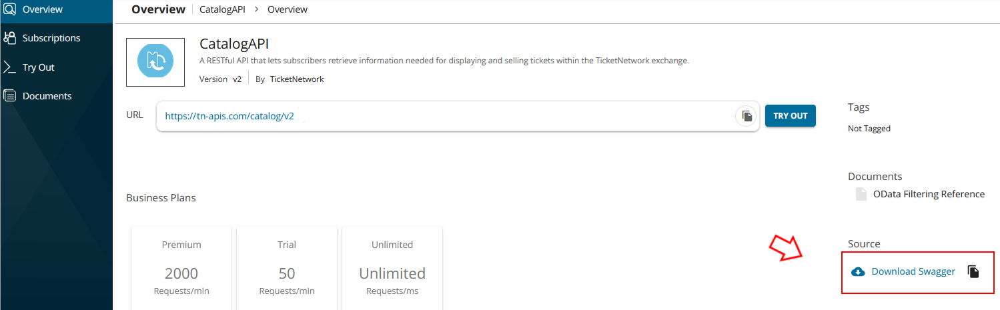 Overview
Subscriptions
Try Out
Documents
Overview CatalogAPI > Overview
CatalogAPI
A RESTful API that lets subscribers retrieve information needed for displaying and selling tickets within the TicketNetwork exchange.
Version v2 By TicketNetwork
URL https://tn-apis.com/catalog/v2 TRY OUT
Business Plans
Premium
2000
Requests/min
Trial
50
Requests/min
Unlimited
Unlimited
Requests/ms
Tags
Not Tagged
Documents
OData Filtering Reference
Source
Download Swagger